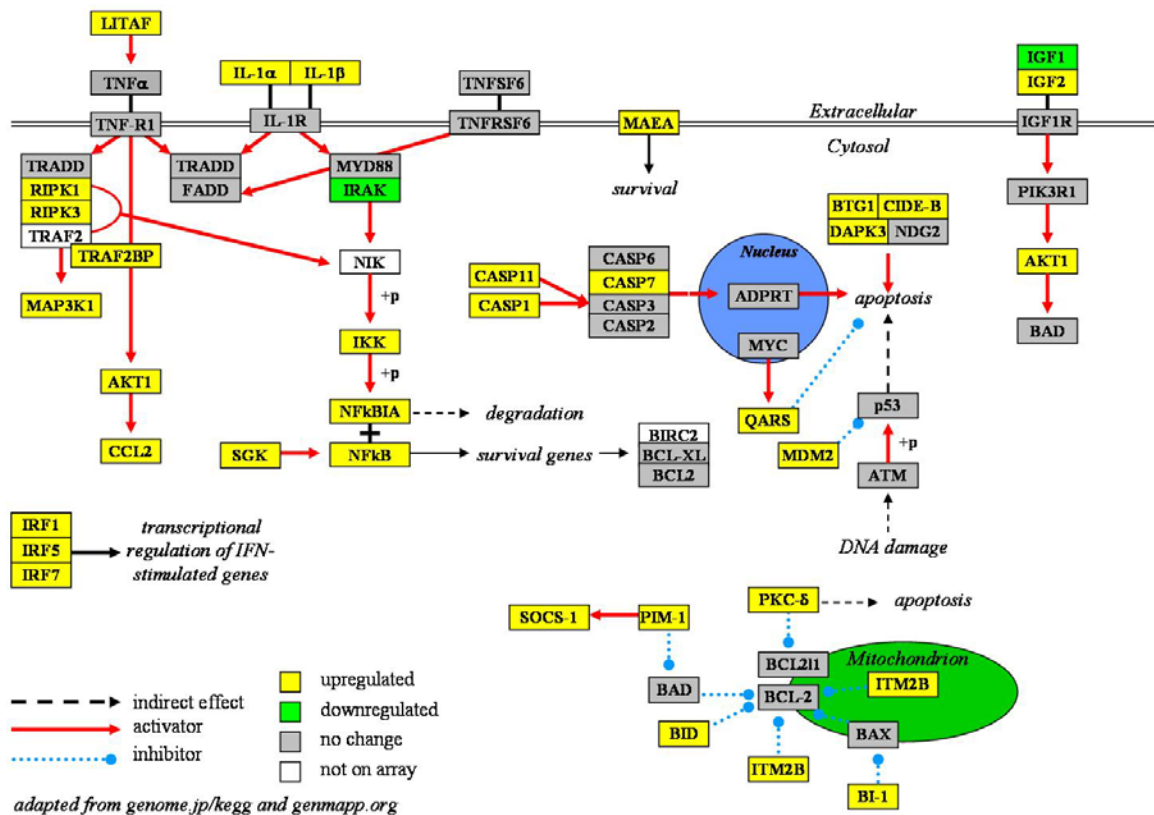 LITAF
TNFα
TNF-R1
IL-1α IL-1β
IL-1R
TNFSF6
TNFRSF6
MAEA
survival
Extracellular
Cytosol
IGF1
IGF2
IGF1R
PIK3R1
AKT1
BAD
TRADD
RIPK1
RIPK3
TRAF2
TRAF2BP
MAP3K1
AKT1
CCL2
TRADD
FADD
MYD88
IRAK
NIK
+p
IKK
+p
NFkBIA
degradation
SGK
NFkB
survival genes
BIRC2
BCL-XL
BCL2
CASP11
CASP1
CASP6
CASP7
CASP3
CASP2
Nucleus
ADPRT
MYC
QARS
BTG1 CIDE-B
DAPK3 NDG2
apoptosis
p53
MDM2
+p
ATM
DNA damage
IRF1
IRF5
IRF7
transcriptional
regulation of IFN-
stimulated genes
SOCS-1
PIM-1
PKC-δ
apoptosis
BAD
BID
BCL2l1
BCL-2
Mitochondrion
ITM2B
BAX
ITM2B
BI-1
indirect effect
activator
inhibitor
upregulated
downregulated
no change
not on array
adapted from genome.jp/kegg and genmapp.org